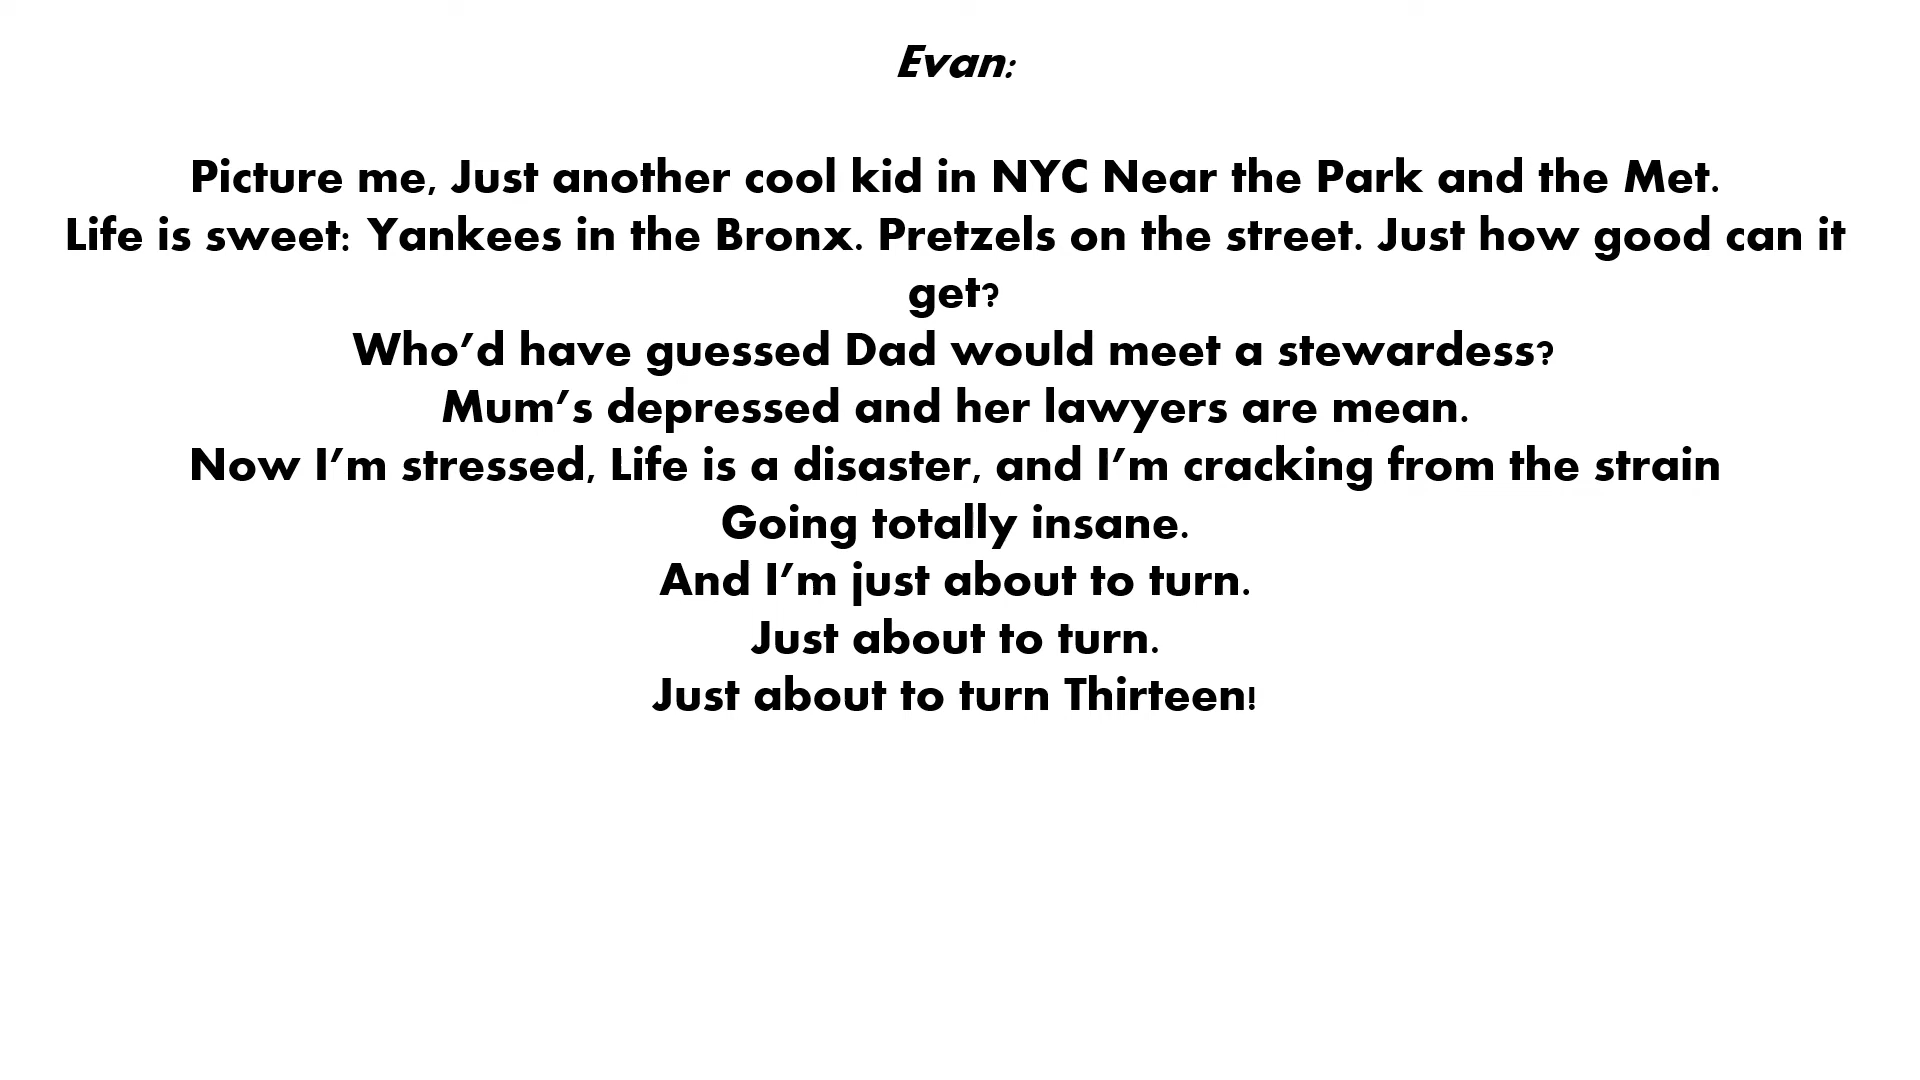 Evan:
Picture me, Just another cool kid in NYC Near the Park and the Met.
Life is sweet: Yankees in the Bronx. Pretzels on the street. Just how good can it
get?
Who’d have guessed Dad would meet a stewardess?
Mum’s depressed and her lawyers are mean.
Now I’m stressed, Life is a disaster, and I’m cracking from the strain
Going totally insane.
And I’m just about to turn.
Just about to turn.
Just about to turn Thirteen!